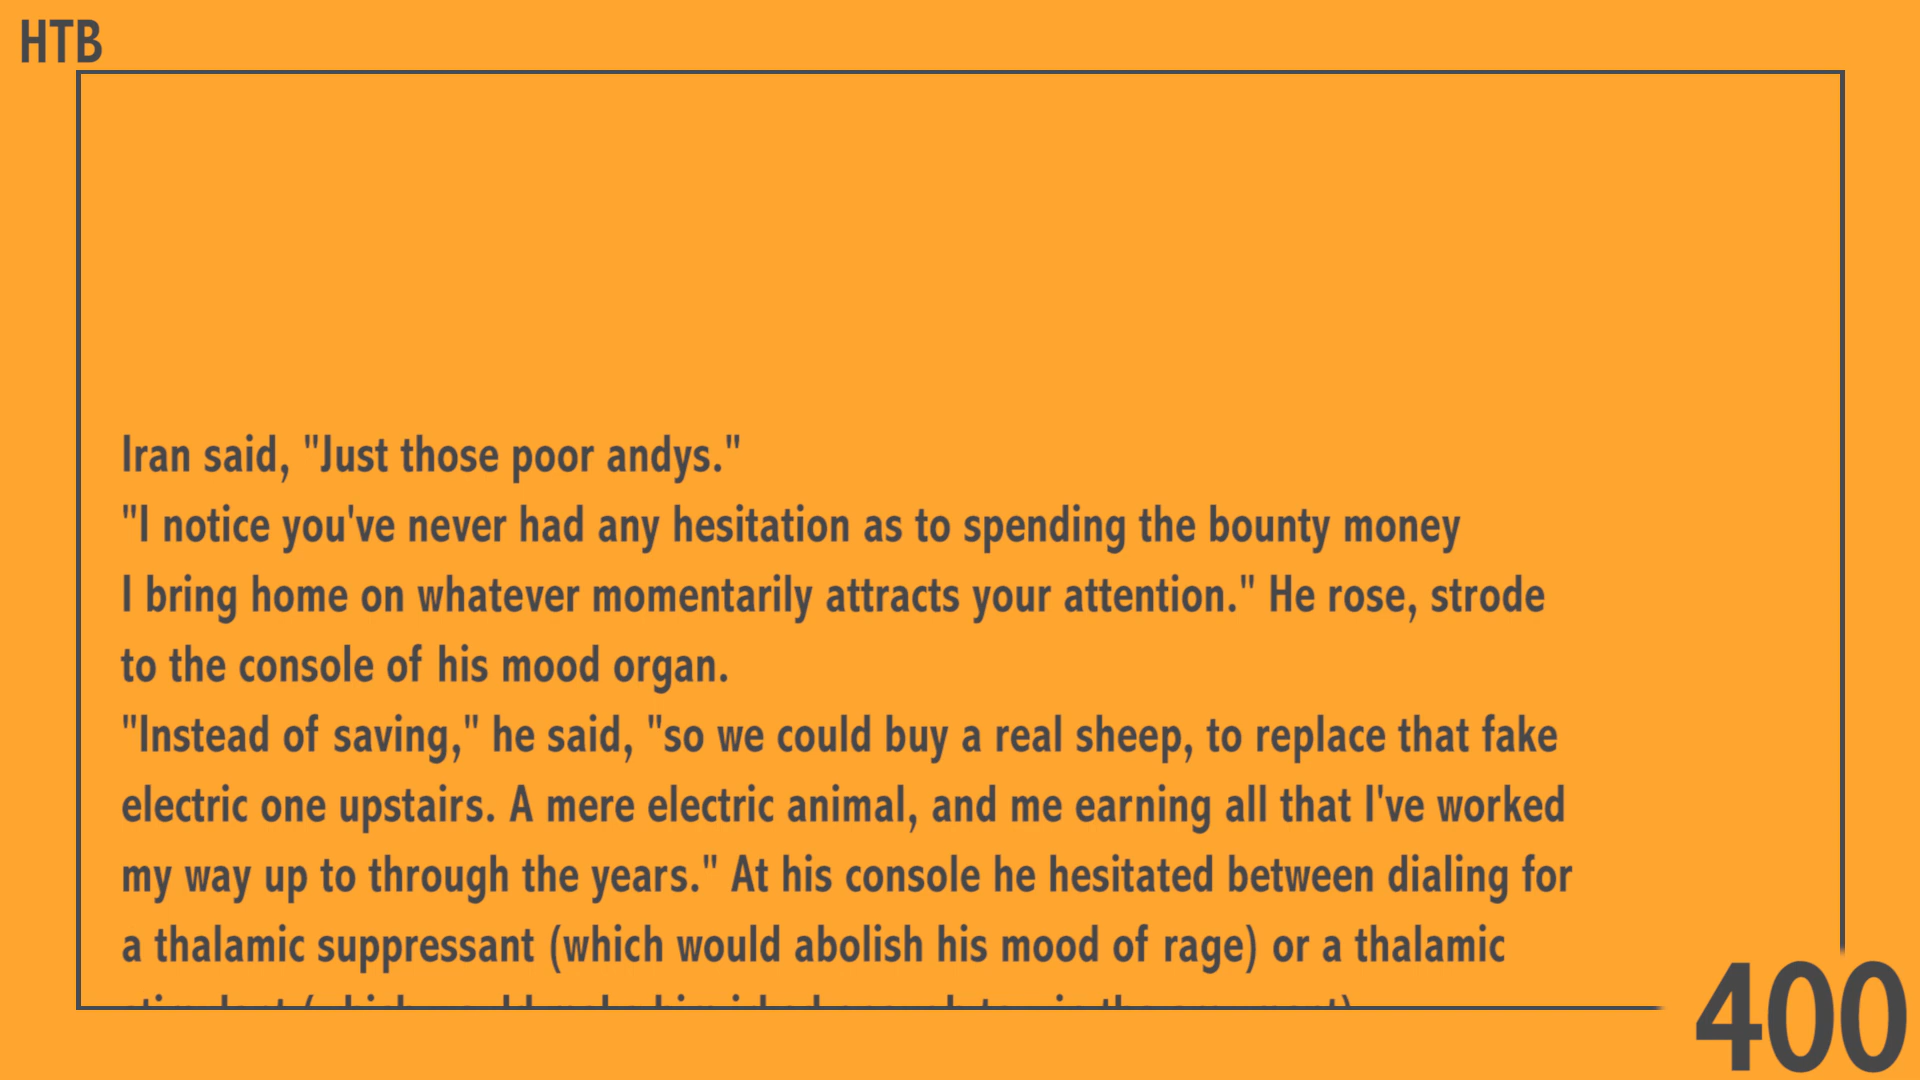 HTB
Iran said, "Just those poor andys."
"I notice you've never had any hesitation as to spending the bounty money
I bring home on whatever momentarily attracts your attention." He rose, strode
to the console of his mood organ.
"Instead of saving," he said, "so we could buy a real sheep, to replace that fake
electric one upstairs. A mere electric animal, and me earning all that I've worked
my way up to through the years." At his console he hesitated between dialing for
a thalamic suppressant (which would abolish his mood of rage) or a thalamic
400